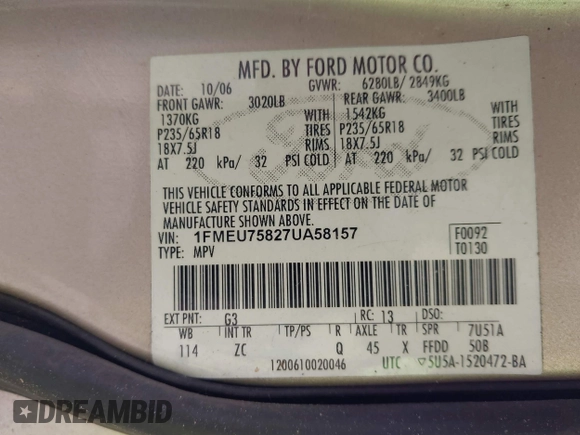 MFD. BY FORD MOTOR CO.
DATE: 10/06 GVWR: 6280LB/ 2849KG
FRONT GAWR: 3020LB REAR GAWR: 3400LB
1370KG WITH 1542KG WITH
P235/65R18 TIRES P235/65R18 TIRES
18X7.5J RIMS 18X7.5J RIMS
AT 220 kPa/ 32 PSI COLD AT 220 kPa/ 32 PSI COLD
Ford
THIS VEHICLE CONFORMS TO ALL APPLICABLE FEDERAL MOTOR
VEHICLE SAFETY STANDARDS IN EFFECT ON THE DATE OF
MANUFACTURE SHOWN ABOVE.
VIN: 1FMEU75827UA58157 F0092
TYPE: MPV T0130
EXT PNT: G3 RC: 13 DSO:
WB INT TR TP/PS R AXLE TR SPR 7U51A
114 ZC Q 45 X FFDD 50B
1200610020046 UTC ▽5U5A-1520472-BA
DREAMBID